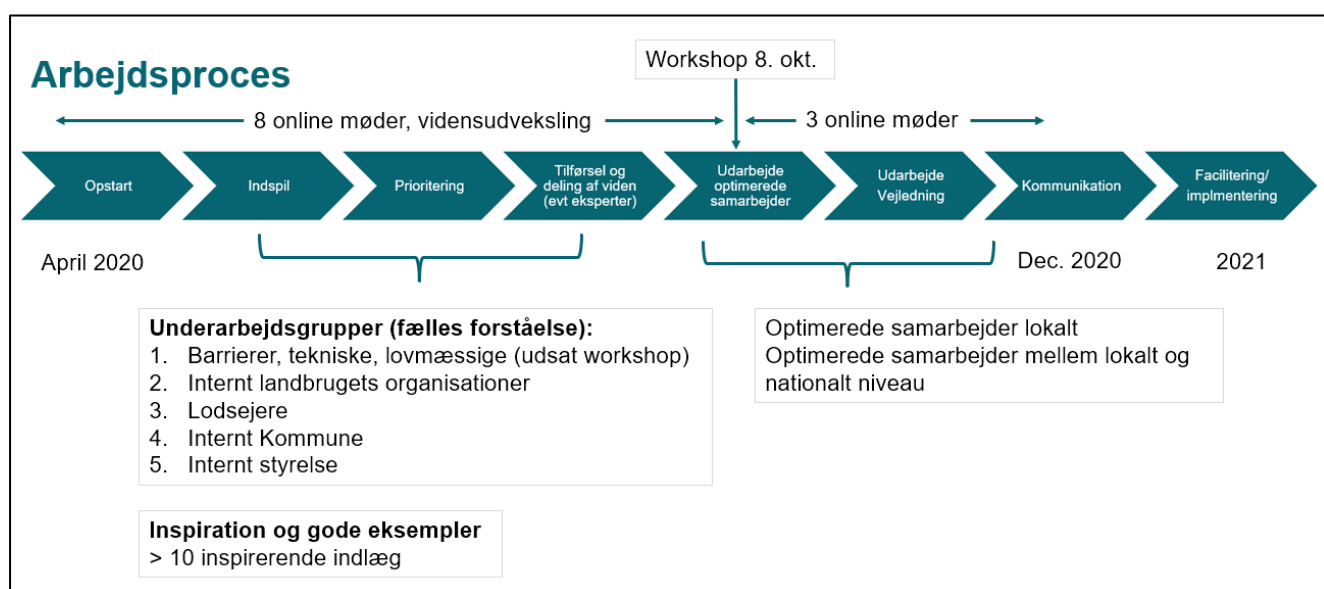 Workshop 8. okt.
Arbejdsproces
8 online møder, vidensudveksling
3 online møder
Opstart
Indspil
Prioritering
Tilførsel og
deling af viden
(evt eksperter)
Udarbejde
optimerede
samarbejder
Udarbejde
Vejledning
Kommunikation
Facilitering/
implmentering
April 2020
Dec. 2020
2021
Underarbejdsgrupper (fælles forståelse):
1. Barrierer, tekniske, lovmæssige (udsat workshop)
2. Internt landbrugets organisationer
3. Lodsejere
4. Internt Kommune
5. Internt styrelse
Optimerede samarbejder lokalt
Optimerede samarbejder mellem lokalt og
nationalt niveau
Inspiration og gode eksempler
> 10 inspirerende indlæg